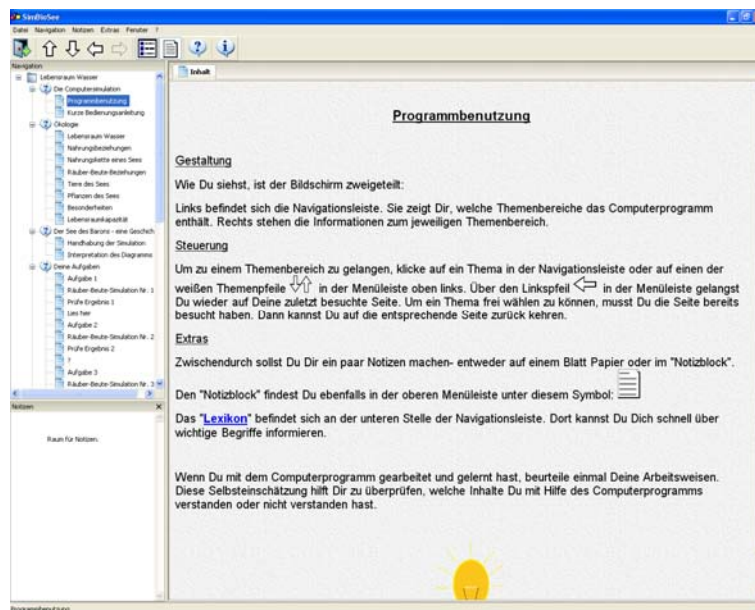 SimBioSee
Datei Navigation Notizen Extras Fenster ?
Navigation
Lebensraum Wasser
Die Computersimulation
Programmbenutzung
Kurze Bedienungsanleitung
Ökologie
Lebensraum Wasser
Nahrungsbeziehungen
Nahrungskette eines Sees
Räuber-Beute-Beziehungen
Tiere des Sees
Pflanzen des Sees
Besonderheiten
Lebensraumkapazität
Der See des Barons - eine Geschich
Handhabung der Simulation
Interpretation des Diagramms
Deine Aufgaben
Aufgabe 1
Räuber-Beute-Simulation Nr. 1
Prüfe Ergebnis 1
Lies hier
Aufgabe 2
Räuber-Beute-Simulation Nr. 2
Prüfe Ergebnis 2
?
Aufgabe 3
Räuber-Beute-Simulation Nr. 3
Notizen
Raum für Notizen.
Inhalt
Programmbenutzung
Gestaltung
Wie Du siehst, ist der Bildschirm zweigeteilt:
Links befindet sich die Navigationsleiste. Sie zeigt Dir, welche Themenbereiche das Computerprogramm
enthält. Rechts stehen die Informationen zum jeweiligen Themenbereich.
Steuerung
Um zu einem Themenbereich zu gelangen, klicke auf ein Thema in der Navigationsleiste oder auf einen der
weißen Themenpfeile in der Menüleiste oben links. Über den Linkspfeil in der Menüleiste gelangst
Du wieder auf Deine zuletzt besuchte Seite. Um ein Thema frei wählen zu können, musst Du die Seite bereits
besucht haben. Dann kannst Du auf die entsprechende Seite zurück kehren.
Extras
Zwischendurch sollst Du Dir ein paar Notizen machen- entweder auf einem Blatt Papier oder im "Notizblock".
Den "Notizblock" findest Du ebenfalls in der oberen Menüleiste unter diesem Symbol:
Das "Lexikon" befindet sich an der unteren Stelle der Navigationsleiste. Dort kannst Du Dich schnell über
wichtige Begriffe informieren.
Wenn Du mit dem Computerprogramm gearbeitet und gelernt hast, beurteile einmal Deine Arbeitsweisen.
Diese Selbsteinschätzung hilft Dir zu überprüfen, welche Inhalte Du mit Hilfe des Computerprogramms
verstanden oder nicht verstanden hast.
Programmbenutzung